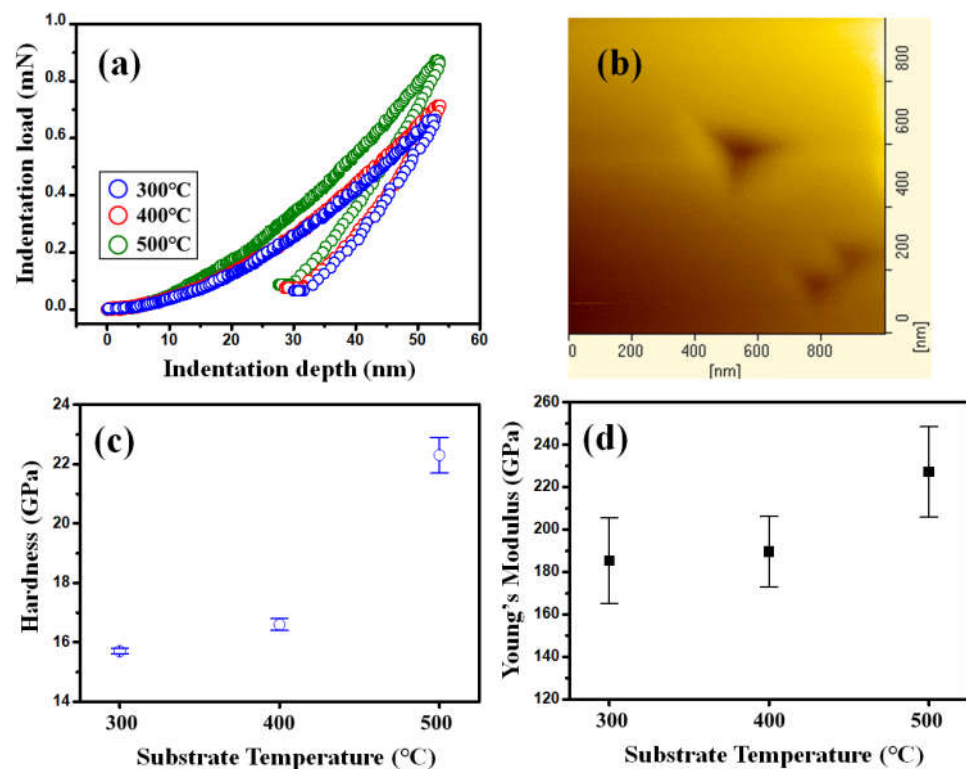 (a)
Indentation load (mN)
1.0
0.8
0.6
0.4
0.2
0.0
300°C
400°C
500°C
0 10 20 30 40 50 60
Indentation depth (nm)
(b)
800
600
400
200
0
[nm]
0 200 400 600 800
[nm]
(c)
Hardness (GPa)
24
22
20
18
16
14
300 400 500
Substrate Temperature (°C)
(d)
Young's Modulus (GPa)
260
240
220
200
180
160
140
120
300 400 500
Substrate Temperature (°C)